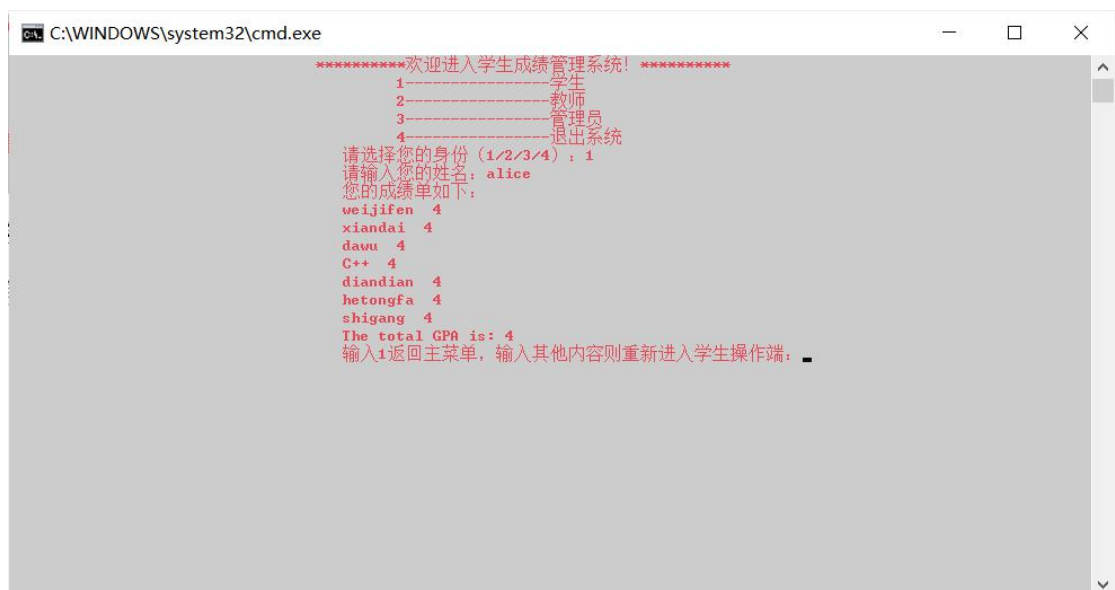 C:\WINDOWS\system32\cmd.exe
**********欢迎进入学生成绩管理系统！**********
1----------------学生
2----------------教师
3----------------管理员
4----------------退出系统
请选择您的身份（1/2/3/4）：1
请输入您的姓名：alice
您的成绩单如下：
weijifen 4
xiandai 4
dawu 4
C++ 4
diandian 4
hetongfa 4
shigang 4
The total GPA is: 4
输入1返回主菜单，输入其他内容则重新进入学生操作端：